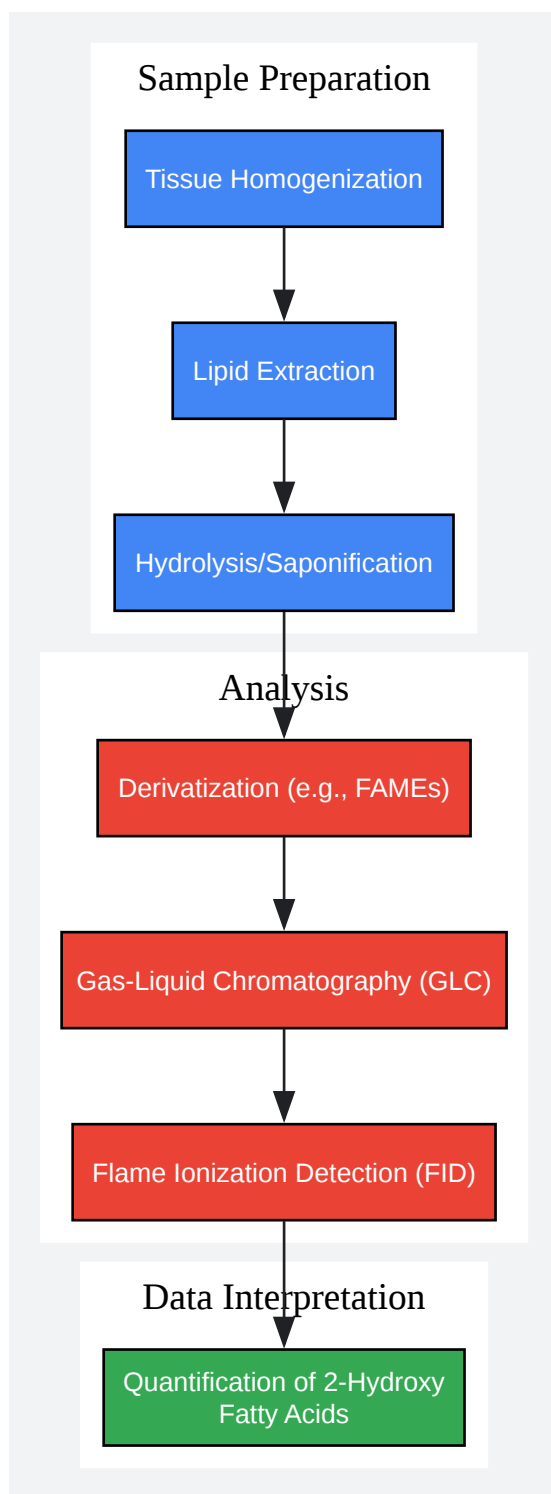 Sample Preparation
Tissue Homogenization
Lipid Extraction
Hydrolysis/Saponification
Analysis
Derivatization (e.g., FAMEs)
Gas-Liquid Chromatography (GLC)
Flame Ionization Detection (FID)
Data Interpretation
Quantification of 2-Hydroxy
Fatty Acids